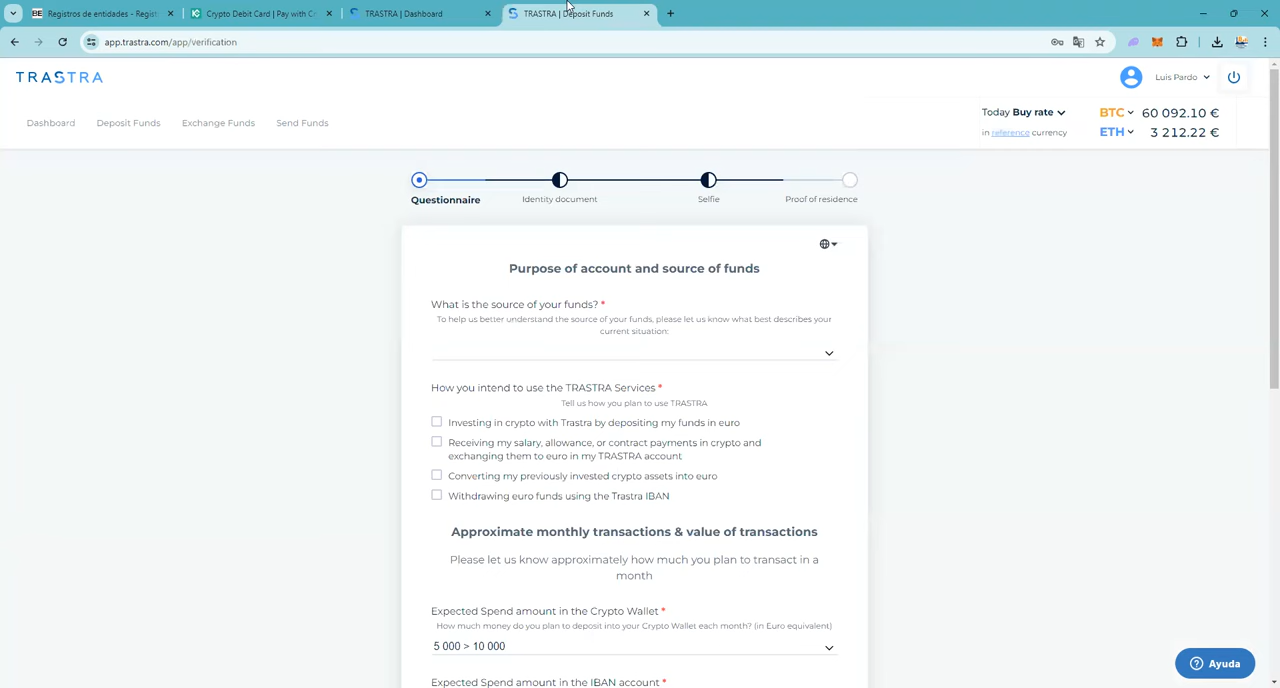 BE Registros de entidades - Regist
Crypto Debit Card | Pay with Cr
TRASTRA | Dashboard
TRASTRA | Deposit Funds
app.trastra.com/app/verification
TRASTRA
Luis Pardo
Dashboard
Deposit Funds
Exchange Funds
Send Funds
Today Buy rate
BTC 60 092.10 €
in reference currency
ETH 3 212.22 €
Questionnaire
Identity document
Selfie
Proof of residence
Purpose of account and source of funds
What is the source of your funds? *
To help us better understand the source of your funds, please let us know what best describes your
current situation:
How you intend to use the TRASTRA Services *
Tell us how you plan to use TRASTRA
Investing in crypto with Trastra by depositing my funds in euro
Receiving my salary, allowance, or contract payments in crypto and
exchanging them to euro in my TRASTRA account
Converting my previously invested crypto assets into euro
Withdrawing euro funds using the Trastra IBAN
Approximate monthly transactions & value of transactions
Please let us know approximately how much you plan to transact in a
month
Expected Spend amount in the Crypto Wallet *
How much money do you plan to deposit into your Crypto Wallet each month? (in Euro equivalent)
5 000 > 10 000
Expected Spend amount in the IBAN account *
Ayuda